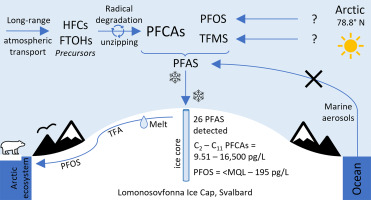 Long-range
atmospheric
transport
HFCs
FTOHs
Precursors
Radical
degradation
unzipping
PFCAs
PFOS
TFMS
?
?
Arctic
78.8° N
PFAS
Melt
TFA
PFOS
Arctic
ecosystem
ice core
26 PFAS
detected
C₂ – C₁₁ PFCAs =
9.51 – 16,500 pg/L
PFOS = <MQL – 195 pg/L
Marine
aerosols
Ocean
Lomonosovfonna Ice Cap, Svalbard